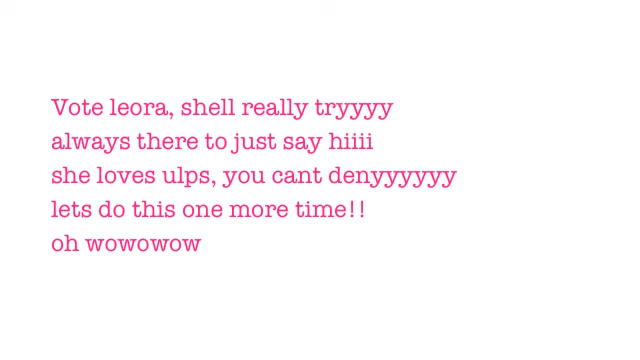 Vote leora, shell really tryyyy
always there to just say hiiii
she loves ulps, you cant denyyyyyy
lets do this one more time!!
oh wowowow